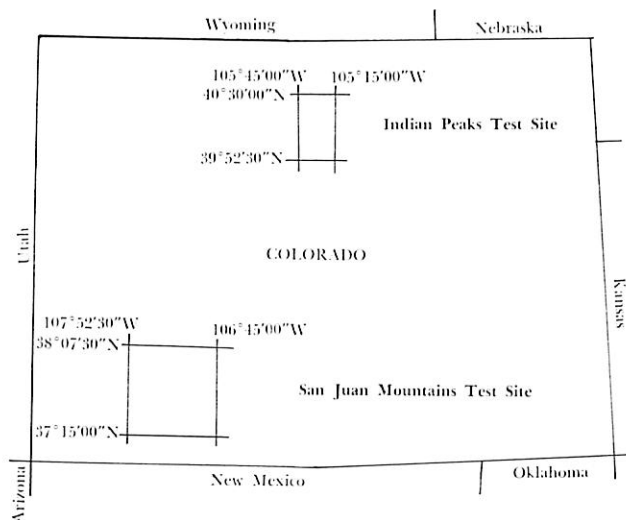 Wyoming
Nebraska
105°45'00"W
105°15'00"W
40°30'00"N
Indian Peaks Test Site
39°52'30"N
Utah
COLORADO
Kansas
107°52'30"W
106°45'00"W
38°07'30"N
San Juan Mountains Test Site
37°15'00"N
Arizona
New Mexico
Oklahoma